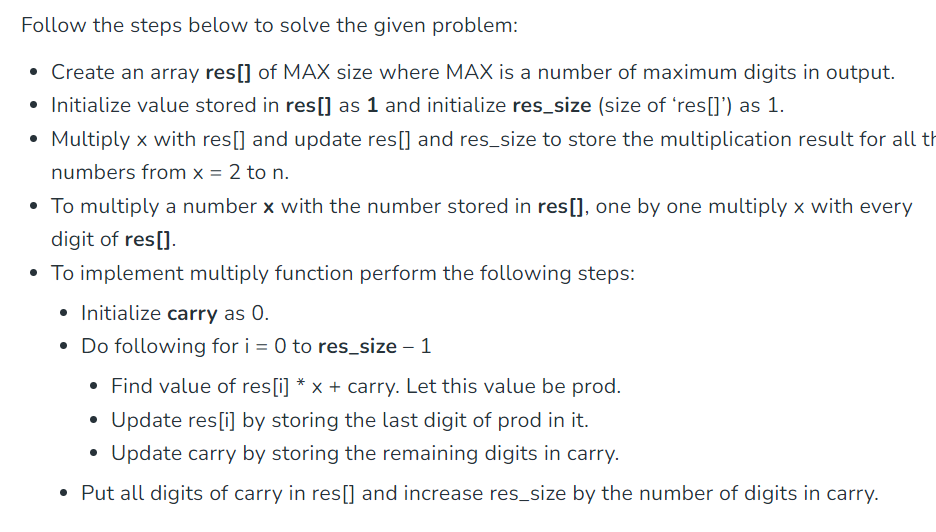 Follow the steps below to solve the given problem:
• Create an array res[] of MAX size where MAX is a number of maximum digits in output.
• Initialize value stored in res[] as 1 and initialize res_size (size of ‘res[]’) as 1.
• Multiply x with res[] and update res[] and res_size to store the multiplication result for all
numbers from x = 2 to n.
• To multiply a number x with the number stored in res[], one by one multiply x with every
digit of res[].
• To implement multiply function perform the following steps:
• Initialize carry as 0.
• Do following for i = 0 to res_size – 1
• Find value of res[i] * x + carry. Let this value be prod.
• Update res[i] by storing the last digit of prod in it.
• Update carry by storing the remaining digits in carry.
• Put all digits of carry in res[] and increase res_size by the number of digits in carry.